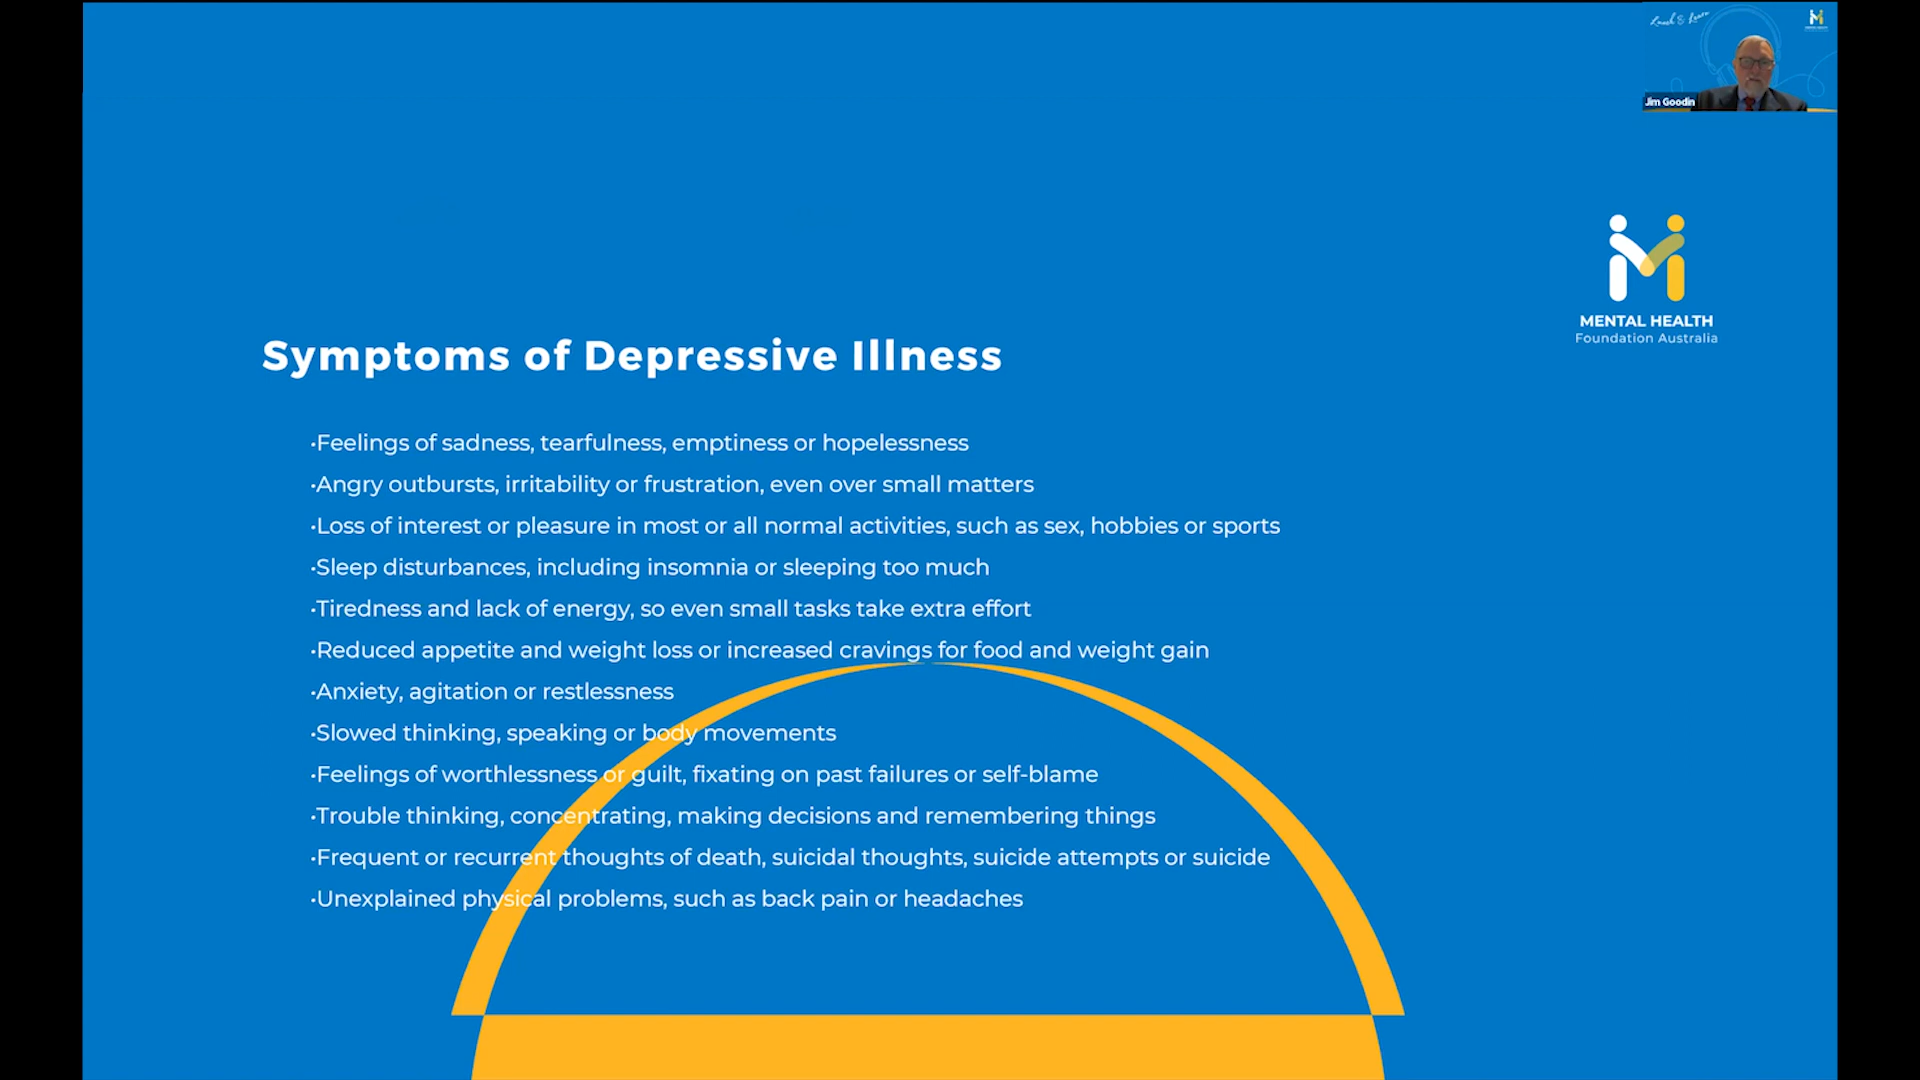 Lunch & Learn
Jim Goodin
MENTAL HEALTH
Foundation Australia
Symptoms of Depressive Illness
•Feelings of sadness, tearfulness, emptiness or hopelessness
•Angry outbursts, irritability or frustration, even over small matters
•Loss of interest or pleasure in most or all normal activities, such as sex, hobbies or sports
•Sleep disturbances, including insomnia or sleeping too much
•Tiredness and lack of energy, so even small tasks take extra effort
•Reduced appetite and weight loss or increased cravings for food and weight gain
•Anxiety, agitation or restlessness
•Slowed thinking, speaking or body movements
•Feelings of worthlessness or guilt, fixating on past failures or self-blame
•Trouble thinking, concentrating, making decisions and remembering things
•Frequent or recurrent thoughts of death, suicidal thoughts, suicide attempts or suicide
•Unexplained physical problems, such as back pain or headaches